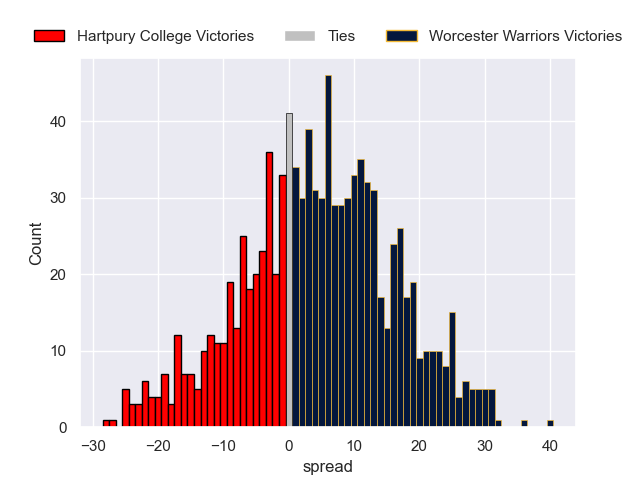 Hartpury College Victories Ties Worcester Warriors Victories
40
30
20
10
0
Count
−30 −20 −10 0 10 20 30 40
spread